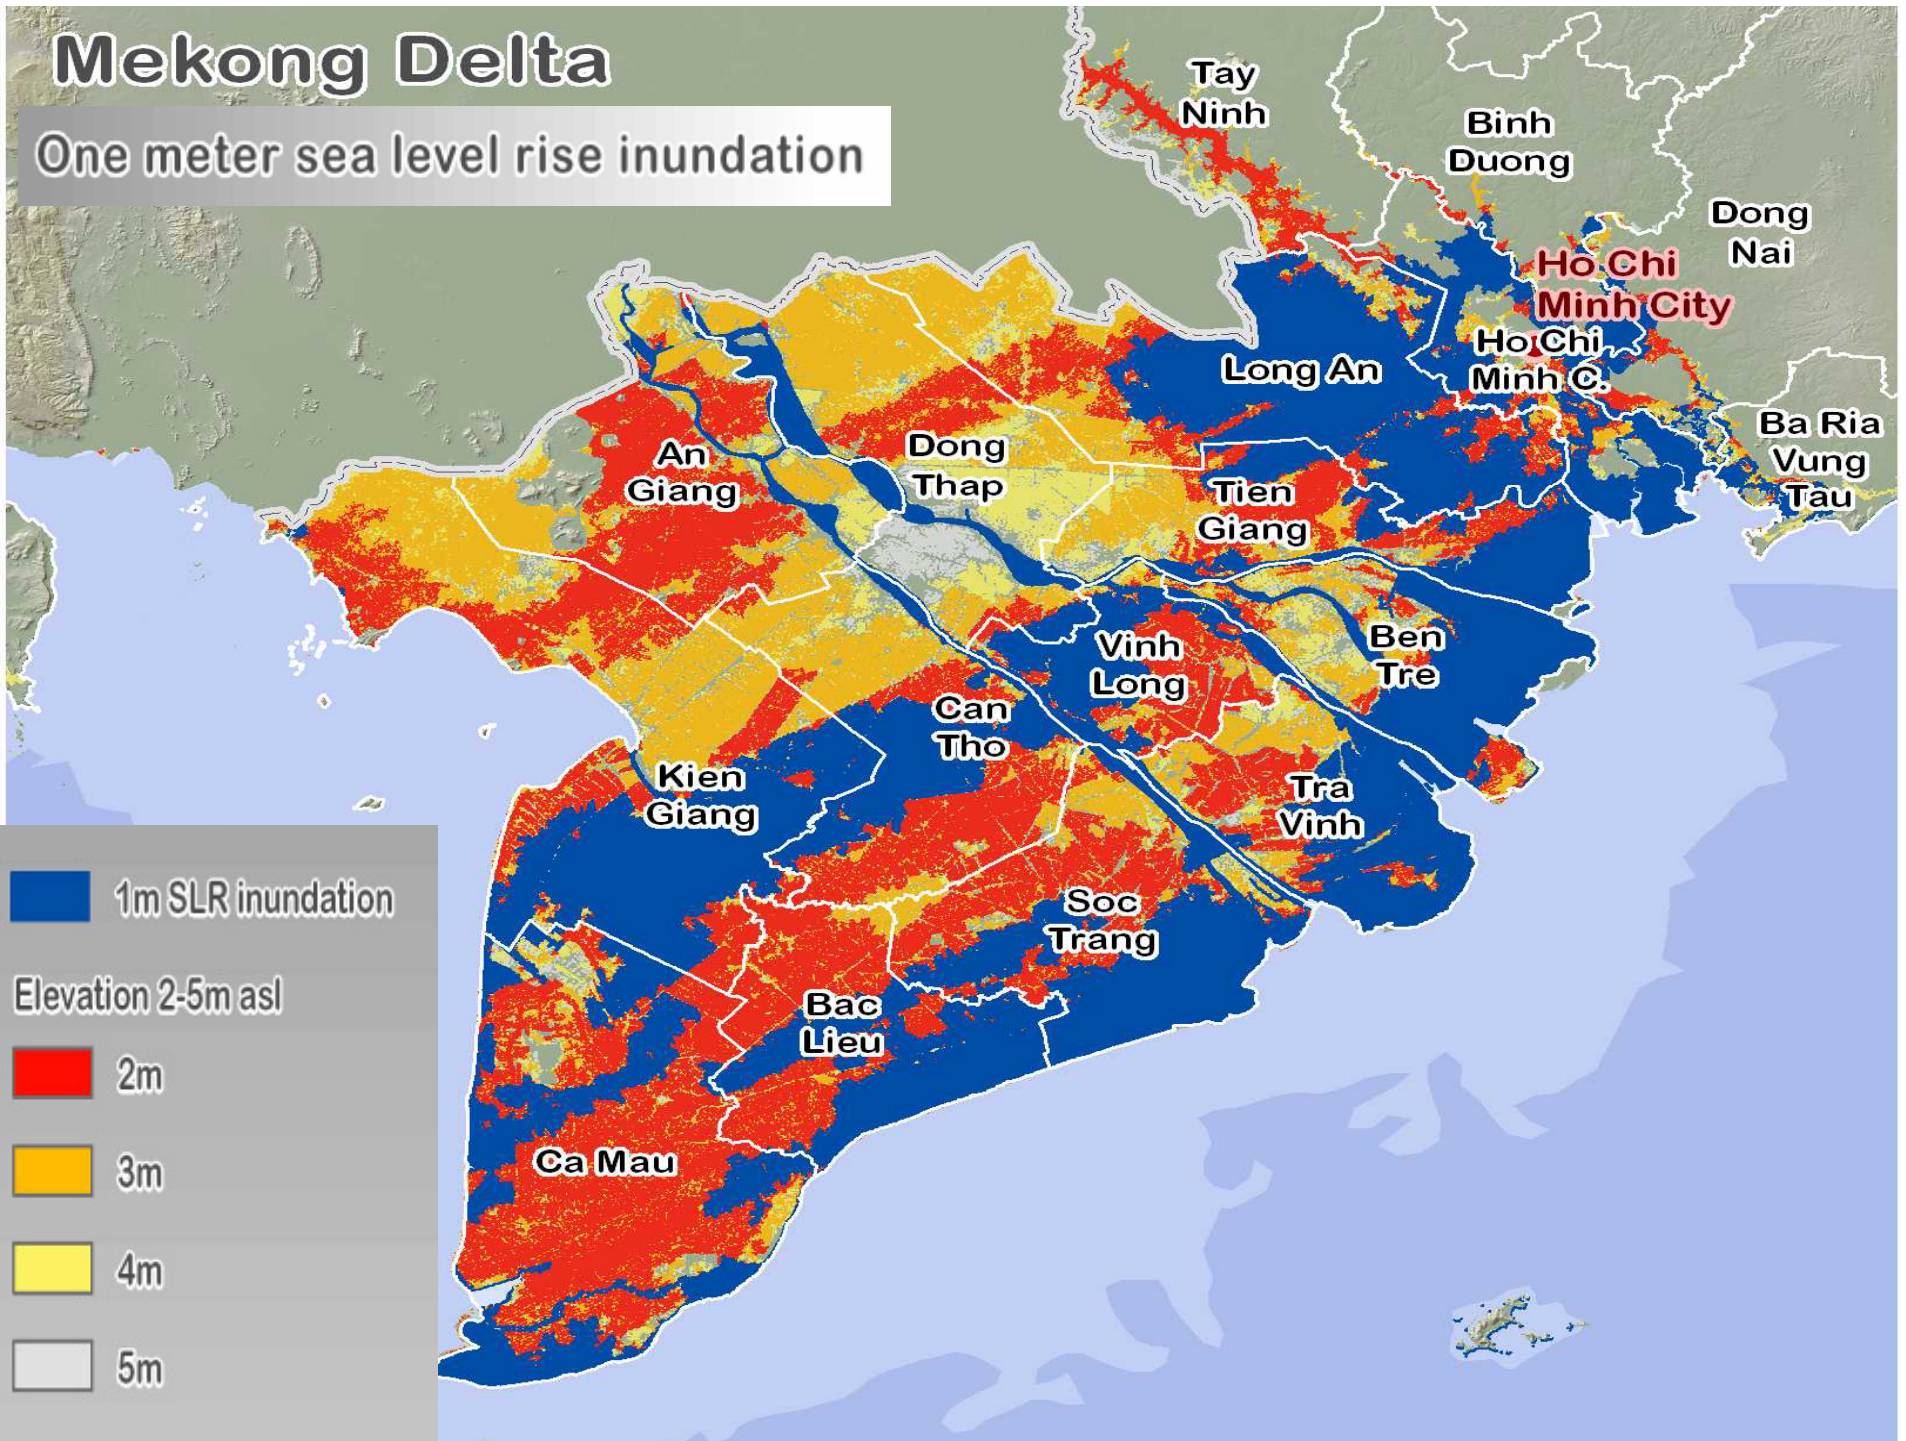 Mekong Delta
One meter sea level rise inundation
Tay
Ninh
Binh
Duong
Dong
Nai
Ho Chi
Minh City
Ho Chi
Minh C.
Long An
Ba Ria
Vung
Tau
An
Giang
Dong
Thap
Tien
Giang
Ben
Tre
Vinh
Long
Can
Tho
Kien
Giang
Tra
Vinh
Soc
Trang
Bac
Lieu
Ca Mau
1m SLR inundation
Elevation 2-5m asl
2m
3m
4m
5m